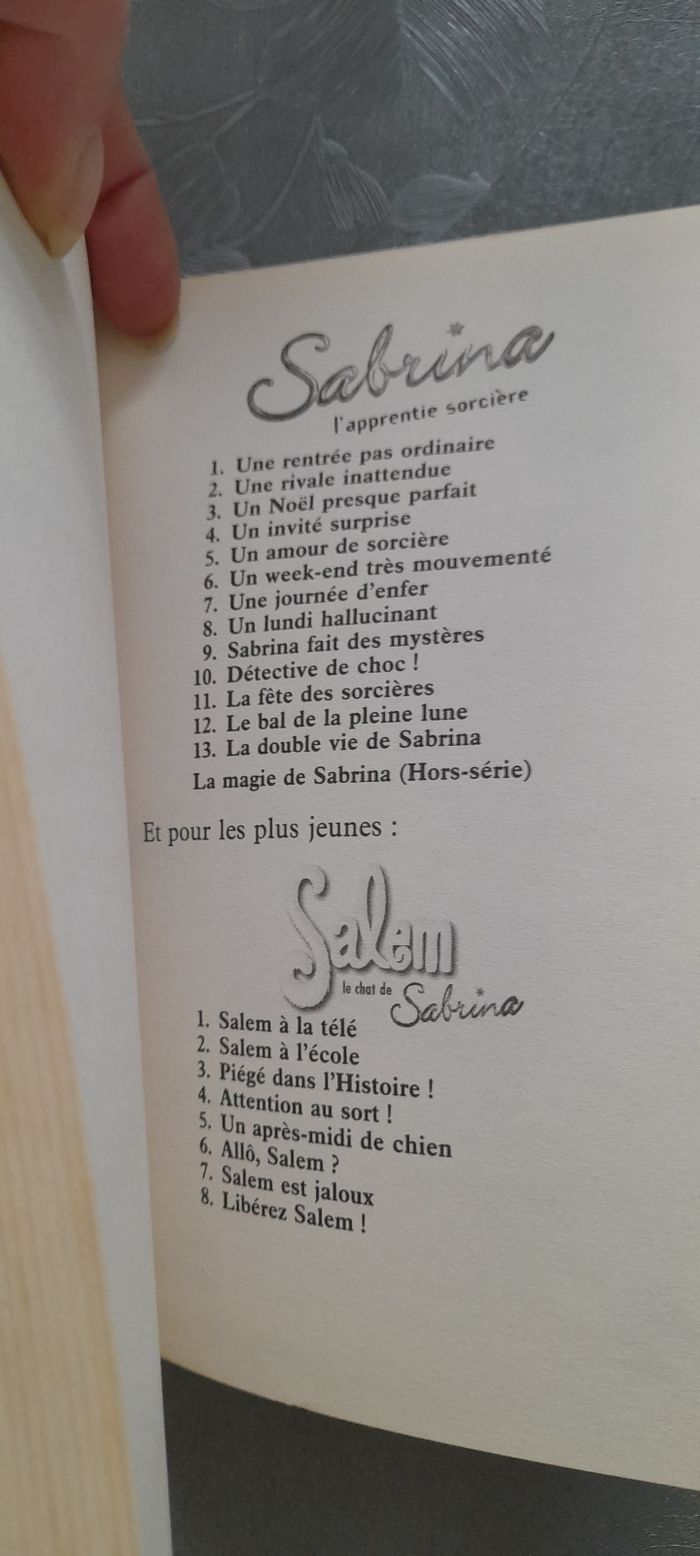 Sabrina
l'apprentie sorcière
1. Une rentrée pas ordinaire
2. Une rivale inattendue
3. Un Noël presque parfait
4. Un invité surprise
5. Un amour de sorcière
6. Un week-end très mouvementé
7. Une journée d'enfer
8. Un lundi hallucinant
9. Sabrina fait des mystères
10. Détective de choc !
11. La fête des sorcières
12. Le bal de la pleine lune
13. La double vie de Sabrina
La magie de Sabrina (Hors-série)
Et pour les plus jeunes :
Salem
le chat de Sabrina
1. Salem à la télé
2. Salem à l'école
3. Piégé dans l'Histoire !
4. Attention au sort !
5. Un après-midi de chien
6. Allô, Salem ?
7. Salem est jaloux
8. Libérez Salem !